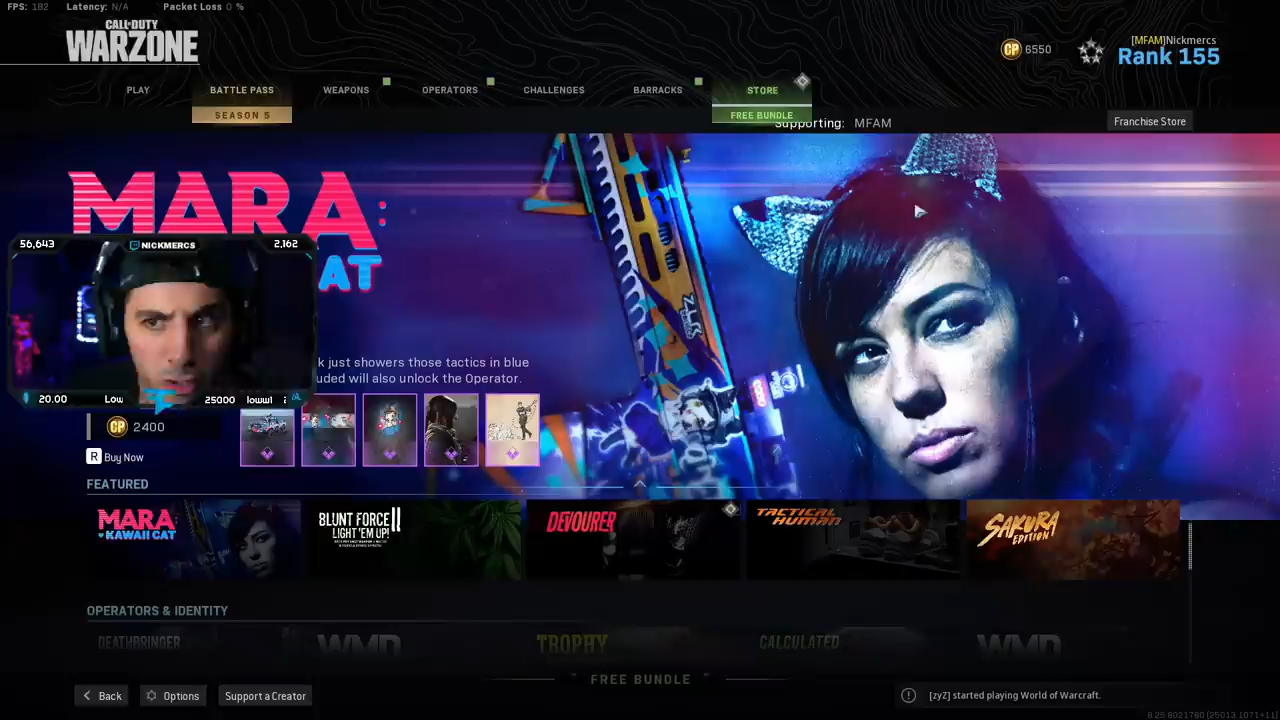 FPS: 182 Latency: N/A Packet Loss 0 %
CALL OF DUTY
WARZONE
CP 6550
[MFAM]Nickmercs
Rank 155
PLAY
BATTLE PASS
SEASON 5
WEAPONS
OPERATORS
CHALLENGES
BARRACKS
STORE
FREE BUNDLE
Supporting: MFAM
Franchise Store
MARA:
AT
56,643
NICKMERCS
2,162
k just showers those tactics in blue
uded will also unlock the Operator.
20.00
Low
25000 lowwl
CP 2400
R Buy Now
FEATURED
MARA:
KAWAII CAT
BLUNT FORCE II
LIGHT 'EM UP!
DEVOURER
TACTICAL
HUMAN
SAKURA
EDITION
OPERATORS & IDENTITY
DEATHBRINGER
WMD
TROPHY
CALCULATED
WMD
FREE BUNDLE
Back
Options
Support a Creator
[zyZ] started playing World of Warcraft.